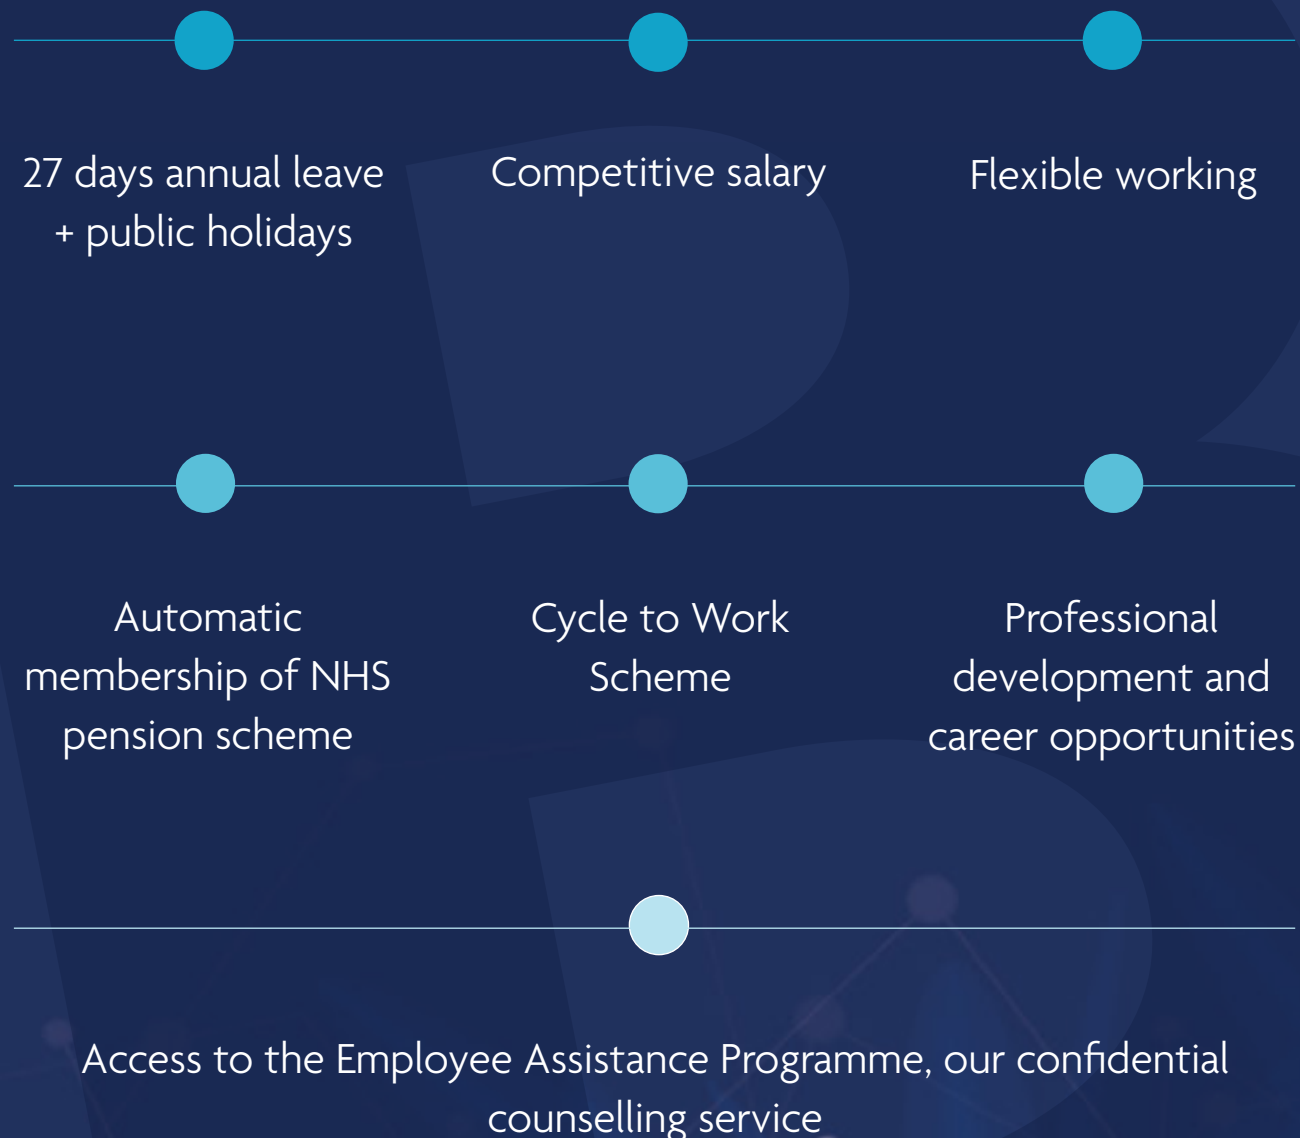 27 days annual leave
+ public holidays
Competitive salary
Flexible working
Automatic
membership of NHS
pension scheme
Cycle to Work
Scheme
Professional
development and
career opportunities
Access to the Employee Assistance Programme, our confidential
counselling service